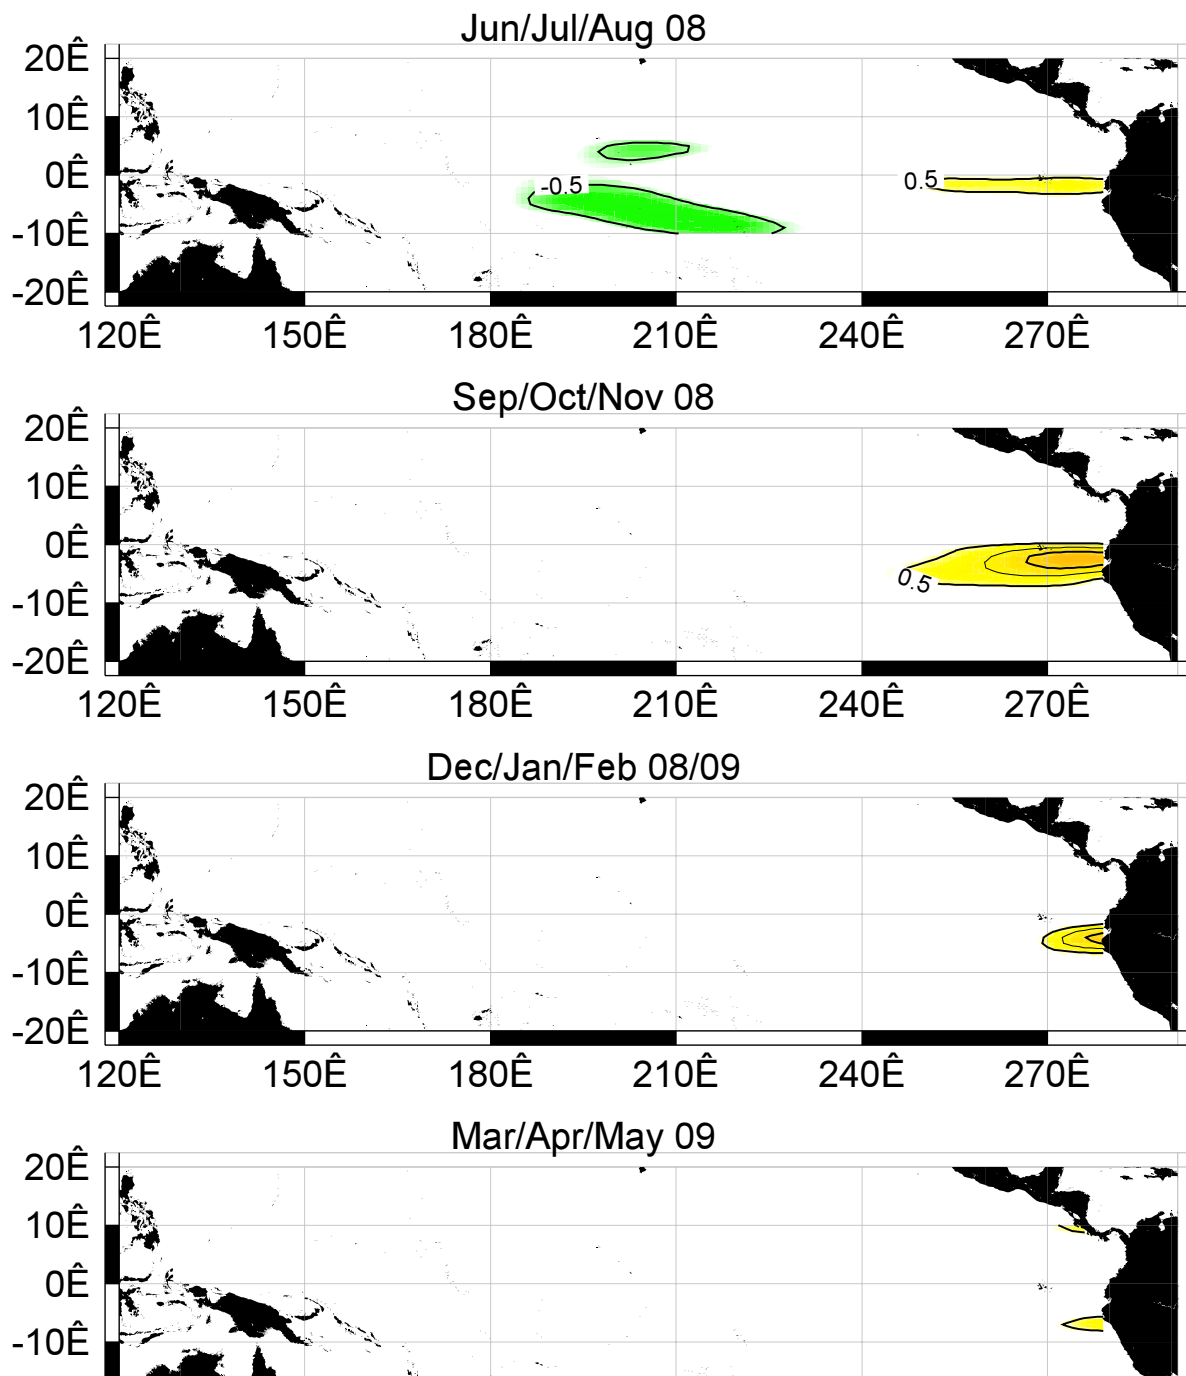 Jun/Jul/Aug 08
20Ê
10Ê
0Ê
-10Ê
-20Ê
-0.5
0.5
120Ê 150Ê 180Ê 210Ê 240Ê 270Ê
Sep/Oct/Nov 08
20Ê
10Ê
0Ê
-10Ê
-20Ê
0.5
120Ê 150Ê 180Ê 210Ê 240Ê 270Ê
Dec/Jan/Feb 08/09
20Ê
10Ê
0Ê
-10Ê
-20Ê
120Ê 150Ê 180Ê 210Ê 240Ê 270Ê
Mar/Apr/May 09
20Ê
10Ê
0Ê
-10Ê